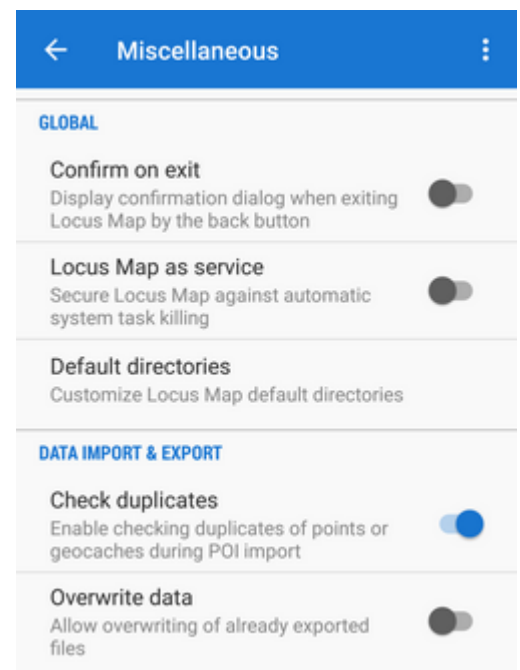 Miscellaneous
GLOBAL
Confirm on exit
Display confirmation dialog when exiting
Locus Map by the back button
Locus Map as service
Secure Locus Map against automatic
system task killing
Default directories
Customize Locus Map default directories
DATA IMPORT & EXPORT
Check duplicates
Enable checking duplicates of points or
geocaches during POI import
Overwrite data
Allow overwriting of already exported
files